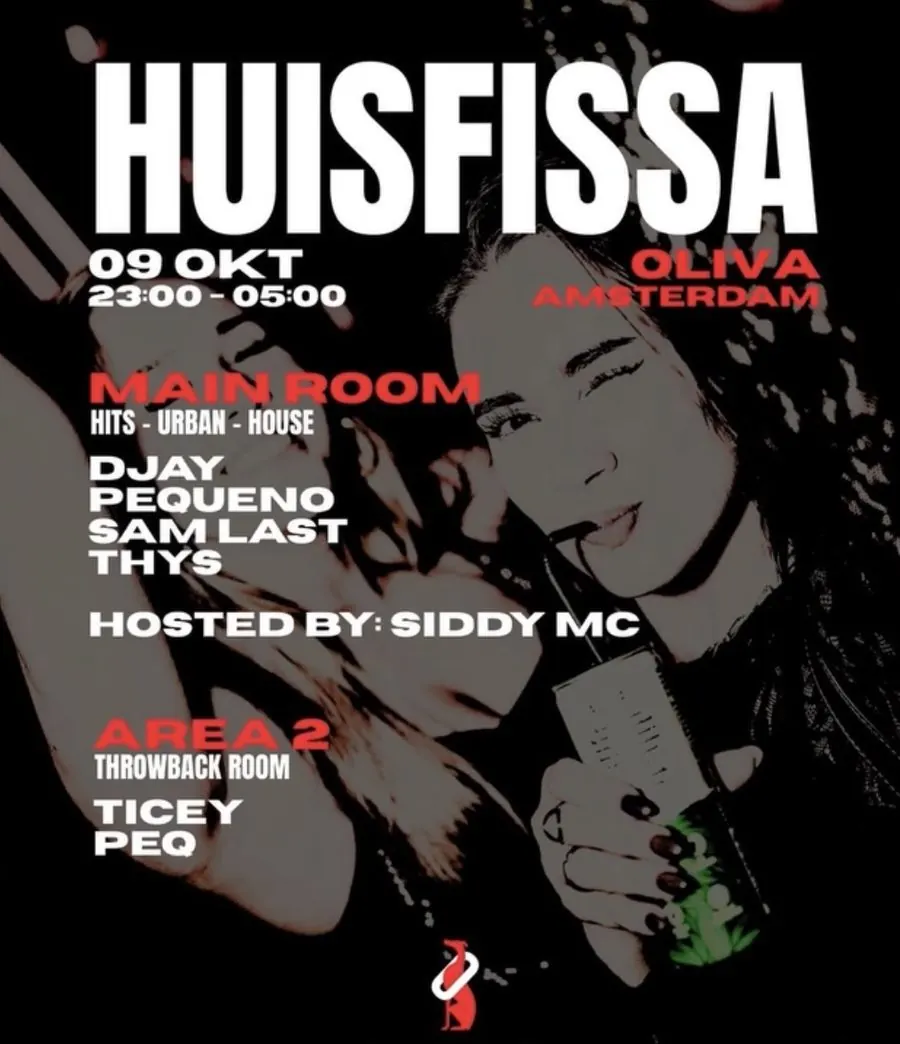 HUISFISSA
09 OKT
23:00 - 05:00
OLIVA
AMSTERDAM
MAIN ROOM
HITS - URBAN - HOUSE
DJAY
PEQUENO
SAM LAST
THYS
HOSTED BY: SIDDY MC
AREA 2
THROWBACK ROOM
TICEY
PEQ